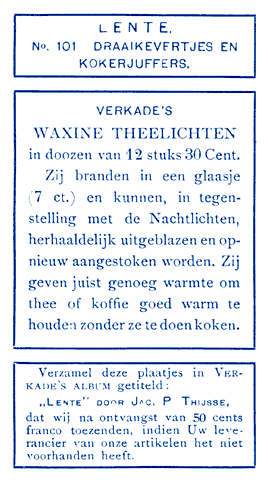 LENTE.
No. 101 DRAAIKEVERTJES EN
KOKERJUFFERS.
VERKADE'S
WAXINE THEELICHTEN
in doozen van 12 stuks 30 Cent.
Zij branden in een glaasje
(7 ct.) en kunnen, in tegen-
stelling met de Nachtlichten,
herhaaldelijk uitgeblazen en op-
nieuw aangestoken worden. Zij
geven juist genoeg warmte om
thee of koffie goed warm te
houden zonder ze te doen koken.
Verzamel deze plaatjes in VER-
KADE'S ALBUM getiteld:
„LENTE" DOOR JAC. P THIJSSE,
dat wij na ontvangst van 50 cents
franco toezenden, indien Uw leve-
rancier van onze artikelen het niet
voorhanden heeft.